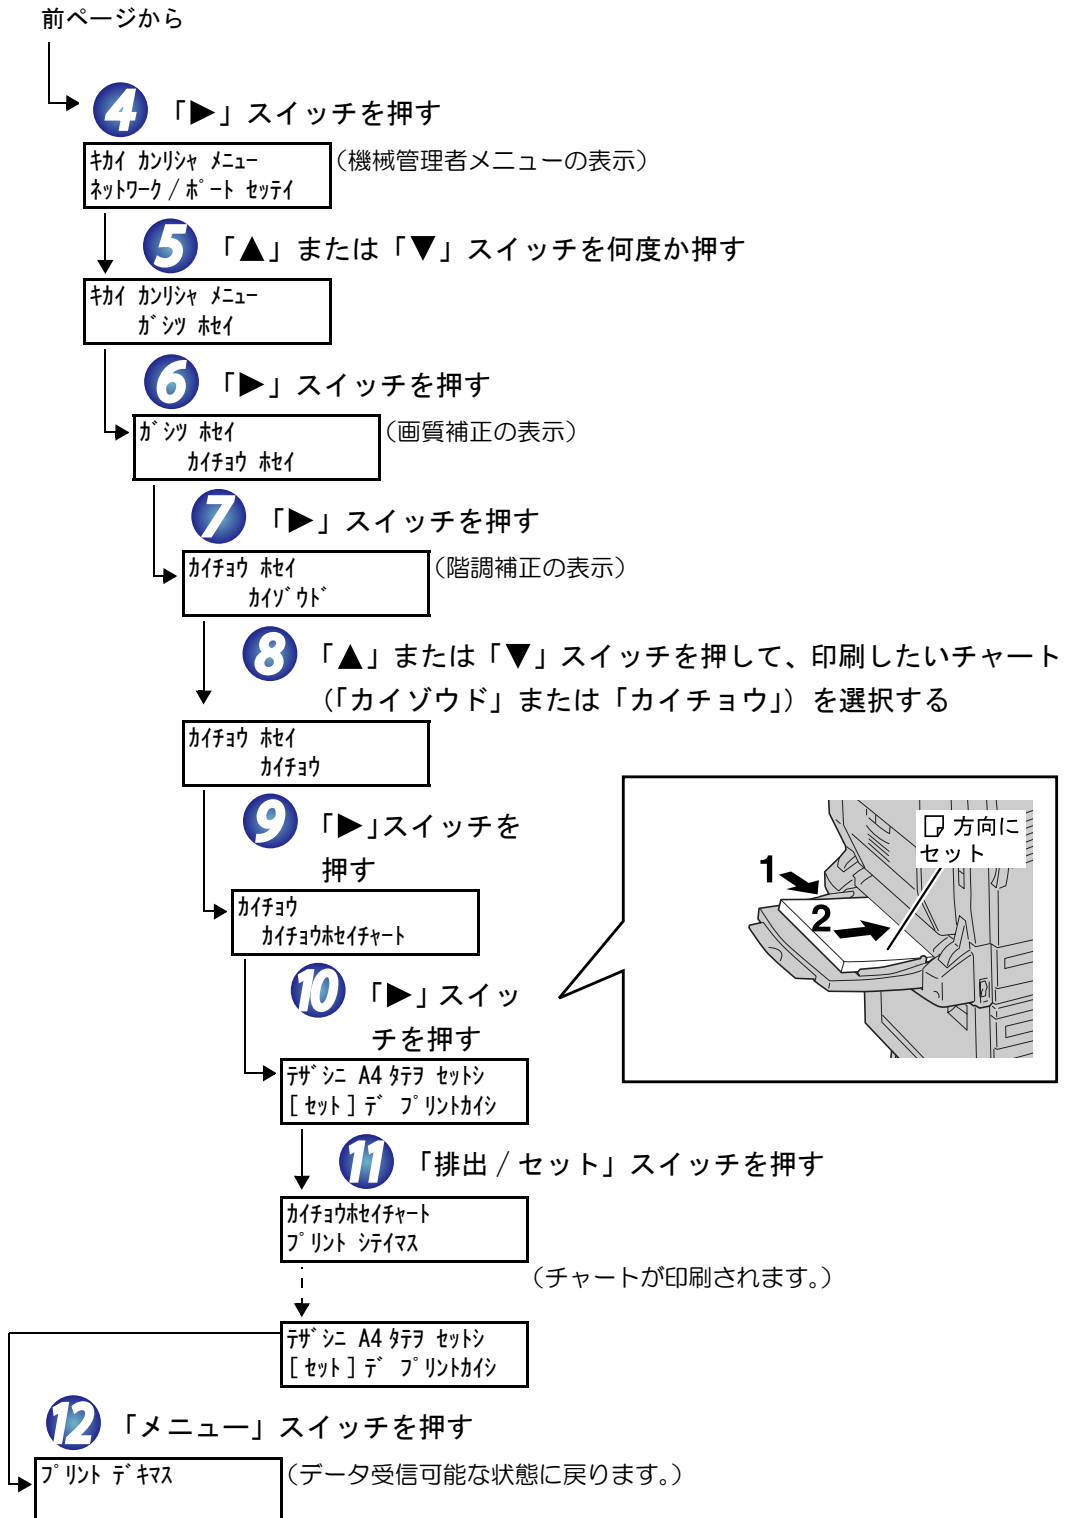 前ページから
4 「▶」スイッチを押す
ｷｶｲ ｶﾝﾘｼｬ ﾒﾆｭｰ
（機械管理者メニューの表示）
ﾈｯﾄﾜｰｸ / ﾎﾟｰﾄ ｾｯﾃｲ
5 「▲」または「▼」スイッチを何度か押す
ｷｶｲ ｶﾝﾘｼｬ ﾒﾆｭｰ
ｶﾞｼﾂ ﾎｾｲ
6 「▶」スイッチを押す
ｶﾞｼﾂ ﾎｾｲ
（画質補正の表示）
ｶｲﾁｮｳ ﾎｾｲ
7 「▶」スイッチを押す
ｶｲﾁｮｳ ﾎｾｲ
（階調補正の表示）
ｶｲｿﾞｳﾄﾞ
8 「▲」または「▼」スイッチを押して、印刷したいチャート
（「カイゾウド」または「カイチョウ」）を選択する
ｶｲﾁｮｳ ﾎｾｲ
ｶｲﾁｮｳ
9 「▶」スイッチを
押す
ｶｲﾁｮｳ
ｶｲﾁｮｳﾎｾｲﾁｬｰﾄ
方向に
セット
1
2
10 「▶」スイッ
チを押す
ﾃｻﾞｼﾆ A4 ﾀﾃｦ ｾｯﾄｼ
[ ｾｯﾄ ] ﾃﾞ ﾌﾟﾘﾝﾄｶｲｼ
11 「排出 / セット」スイッチを押す
ｶｲﾁｮｳﾎｾｲﾁｬｰﾄ
ﾌﾟﾘﾝﾄ ｼﾃｲﾏｽ
（チャートが印刷されます。）
ﾃｻﾞｼﾆ A4 ﾀﾃｦ ｾｯﾄｼ
[ ｾｯﾄ ] ﾃﾞ ﾌﾟﾘﾝﾄｶｲｼ
12 「メニュー」スイッチを押す
ﾌﾟﾘﾝﾄ ﾃﾞｷﾏｽ
（データ受信可能な状態に戻ります。）